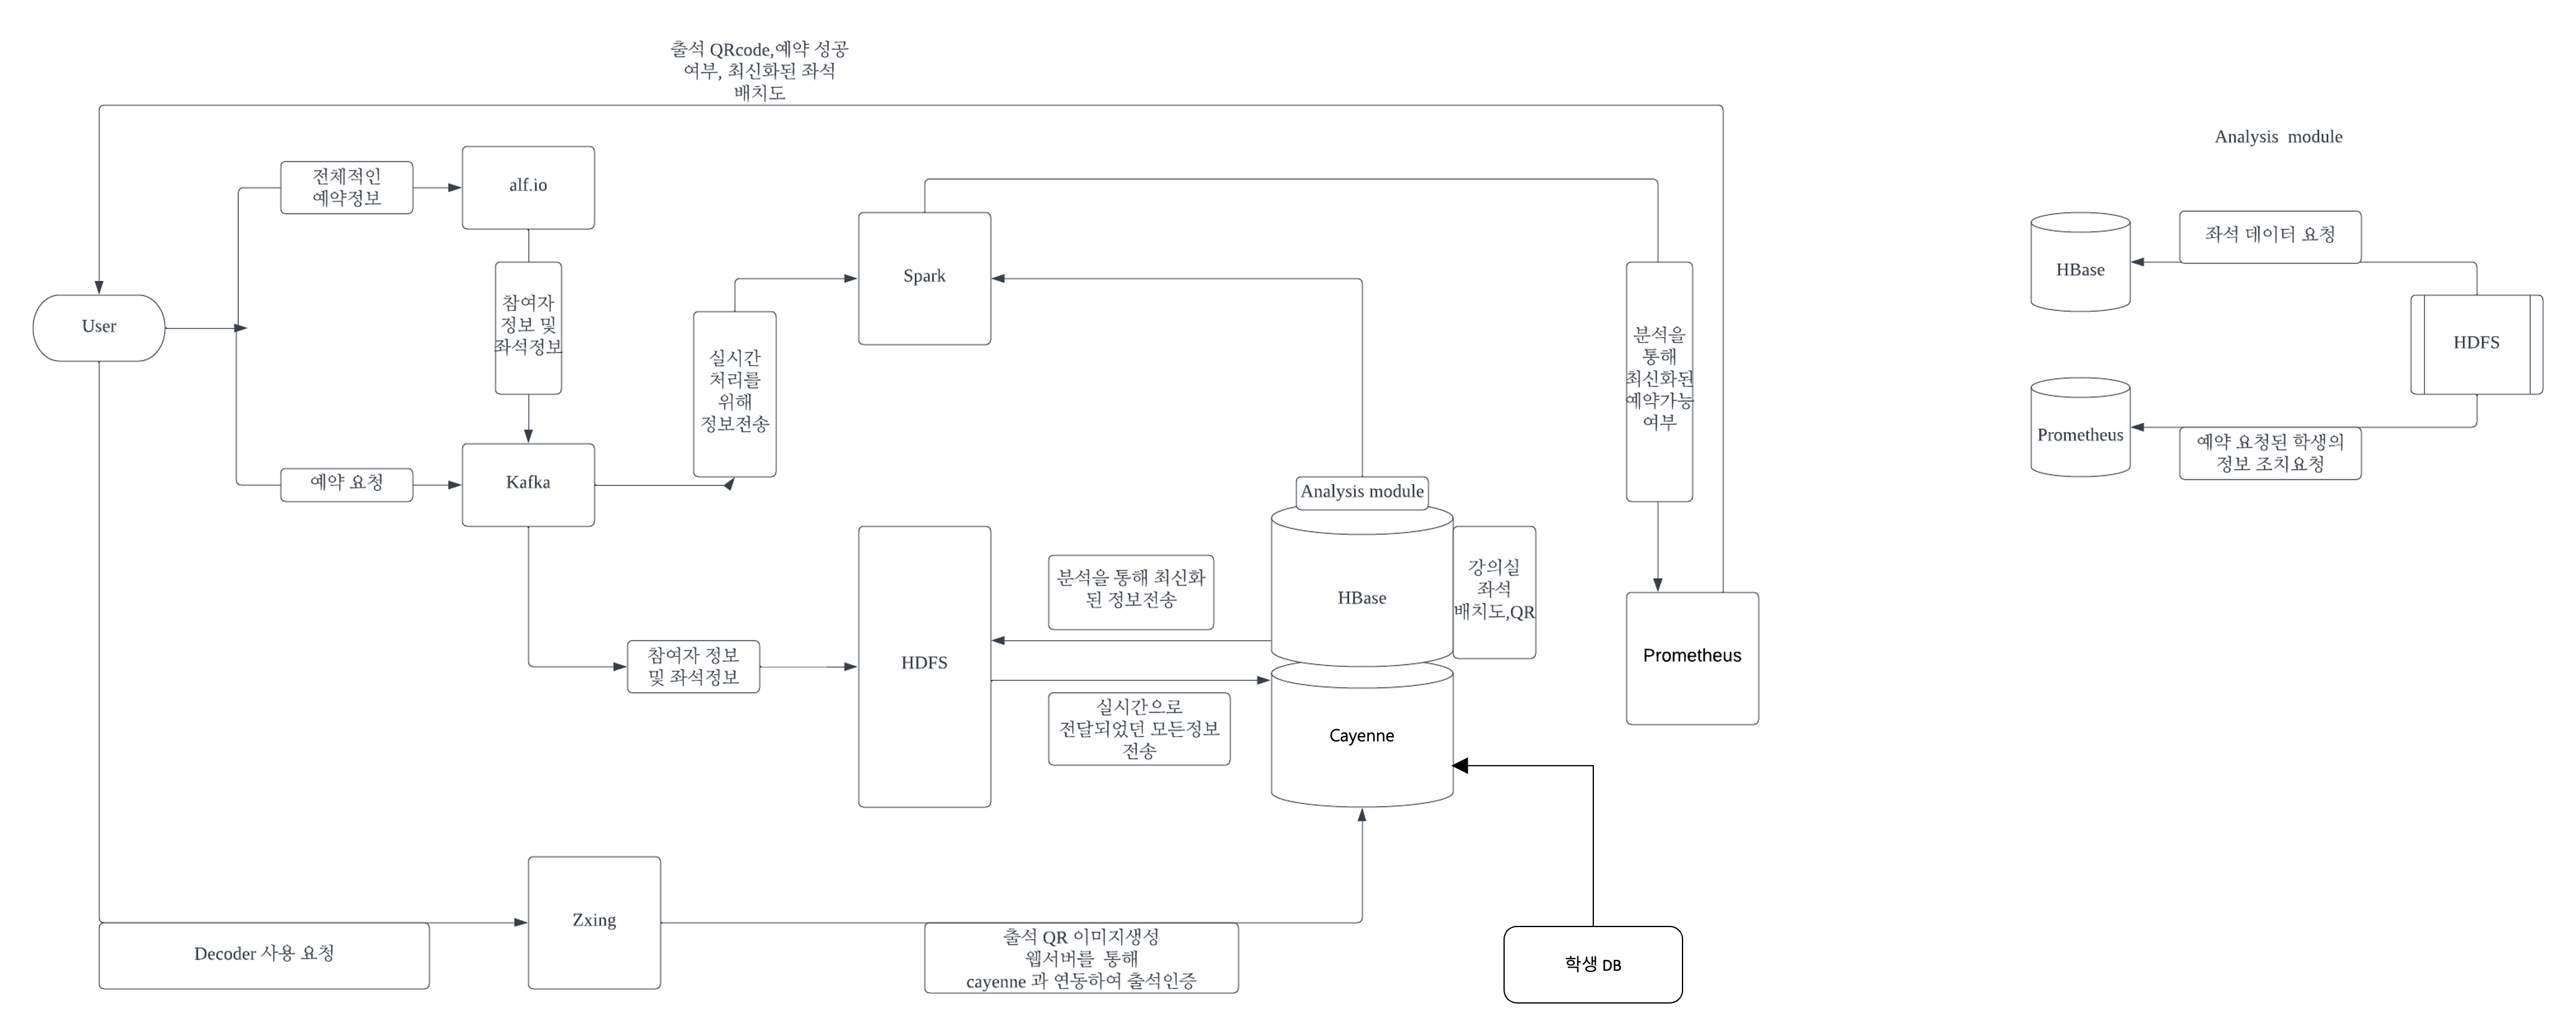 출석 QRcode,예약 성공
여부, 최신화된 좌석
배치도
전체적인
예약정보
alf.io
User
참여자
정보 및
좌석정보
예약 요청
Kafka
실시간
처리를
위해
정보전송
Spark
분석을
통해
최신화된
예약가능
여부
Analysis module
HBase
강의실
좌석
배치도,QR
분석을 통해 최신화
된 정보전송
참여자 정보
및 좌석정보
HDFS
실시간으로
전달되었던 모든정보
전송
Cayenne
Prometheus
Decoder 사용 요청
Zxing
출석 QR 이미지생성
웹서버를 통해
cayenne 과 연동하여 출석인증
학생 DB
Analysis module
HBase
좌석 데이터 요청
HDFS
Prometheus
예약 요청된 학생의
정보 조치요청